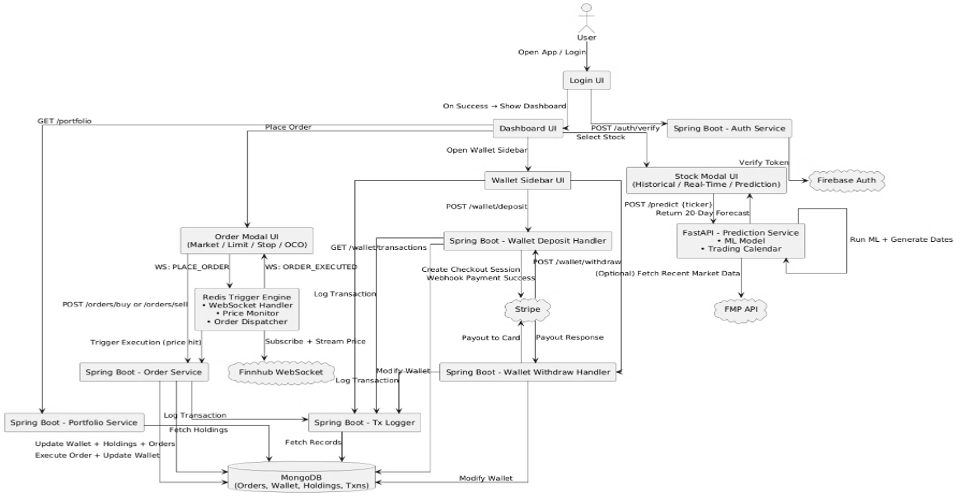 User
Open App / Login
Login UI
On Success → Show Dashboard
GET /portfolio
Place Order
Dashboard UI
POST /auth/verify
Spring Boot - Auth Service
Select Stock
Open Wallet Sidebar
Verify Token
Wallet Sidebar UI
Stock Modal UI
(Historical / Real-Time / Prediction)
Firebase Auth
POST /wallet/deposit
POST /predict {ticker}
Return 20-Day Forecast
Order Modal UI
(Market / Limit / Stop / OCO)
GET /wallet/transactions
Spring Boot - Wallet Deposit Handler
FastAPI - Prediction Service
• ML Model
• Trading Calendar
Run ML + Generate Dates
WS: PLACE_ORDER
WS: ORDER_EXECUTED
Create Checkout Session
Webhook Payment Success
POST /wallet/withdraw
(Optional) Fetch Recent Market Data
POST /orders/buy or /orders/sell
Redis Trigger Engine
• WebSocket Handler
• Price Monitor
• Order Dispatcher
Log Transaction
Stripe
FMP API
Trigger Execution (price hit)
Subscribe + Stream Price
Payout to Card
Payout Response
Spring Boot - Order Service
Finnhub WebSocket
Modify Wallet
Log Transaction
Spring Boot - Wallet Withdraw Handler
Log Transaction
Spring Boot - Portfolio Service
Fetch Holdings
Spring Boot - Tx Logger
Update Wallet + Holdings + Orders
Execute Order + Update Wallet
Fetch Records
MongoDB
(Orders, Wallet, Holdings, Txns)
Modify Wallet